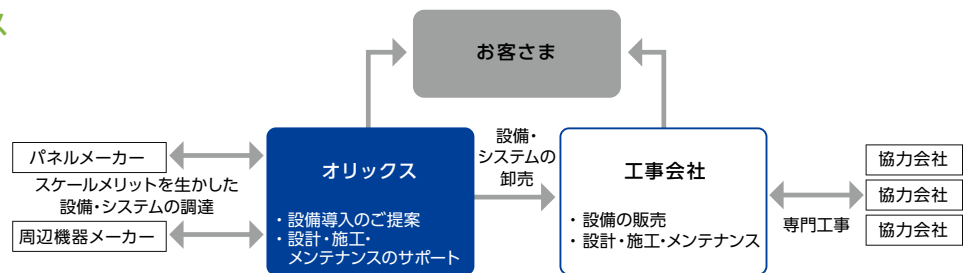 お客さま
パネルメーカー
スケールメリットを生かした
設備・システムの調達
周辺機器メーカー
オリックス
・設備導入のご提案
・設計・施工・
メンテナンスのサポート
設備・
システムの
卸売
工事会社
・設備の販売
・設計・施工・メンテナンス
専門工事
協力会社
協力会社
協力会社